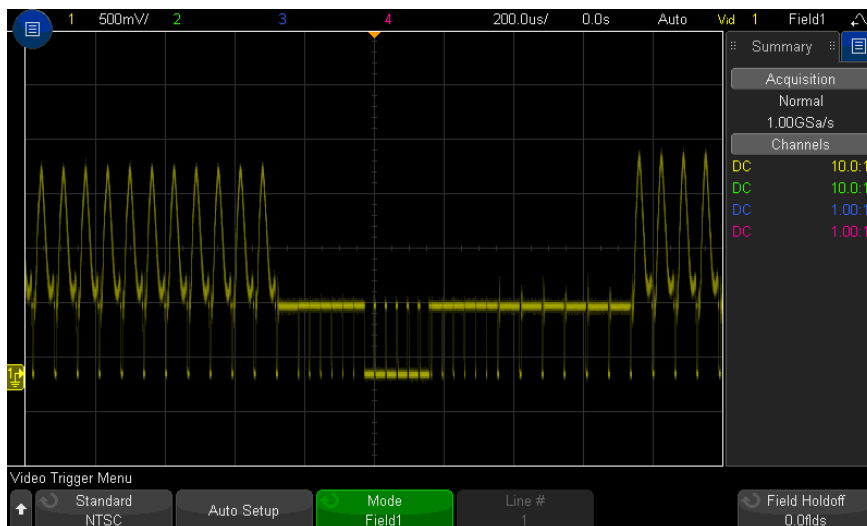 1 500mV/ 2 3 4 200.0us/ 0.0s Auto Vid 1 Field1
Summary
Acquisition
Normal
1.00GSa/s
Channels
DC 10.0:1
DC 10.0:1
DC 1.00:1
DC 1.00:1
1
Video Trigger Menu
Standard
NTSC
Auto Setup
Mode
Field1
Line #
1
Field Holdoff
0.0flds